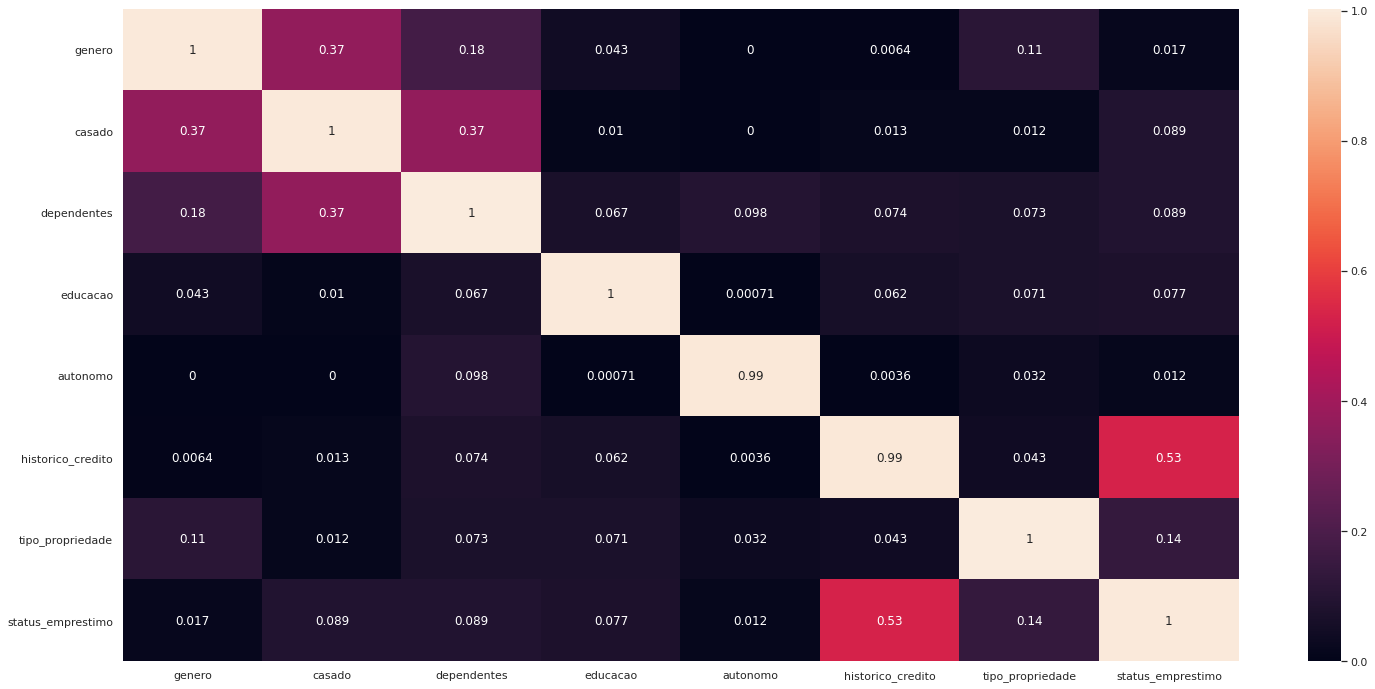 genero 1 0.37 0.18 0.043 0 0.0064 0.11 0.017
casado 0.37 1 0.37 0.01 0 0.013 0.012 0.089
dependentes 0.18 0.37 1 0.067 0.098 0.074 0.073 0.089
educacao 0.043 0.01 0.067 1 0.00071 0.062 0.071 0.077
autonomo 0 0 0.098 0.00071 0.99 0.0036 0.032 0.012
historico_credito 0.0064 0.013 0.074 0.062 0.0036 0.99 0.043 0.53
tipo_propriedade 0.11 0.012 0.073 0.071 0.032 0.043 1 0.14
status_emprestimo 0.017 0.089 0.089 0.077 0.012 0.53 0.14 1
genero casado dependentes educacao autonomo historico_credito tipo_propriedade status_emprestimo
1.0
0.8
0.6
0.4
0.2
0.0